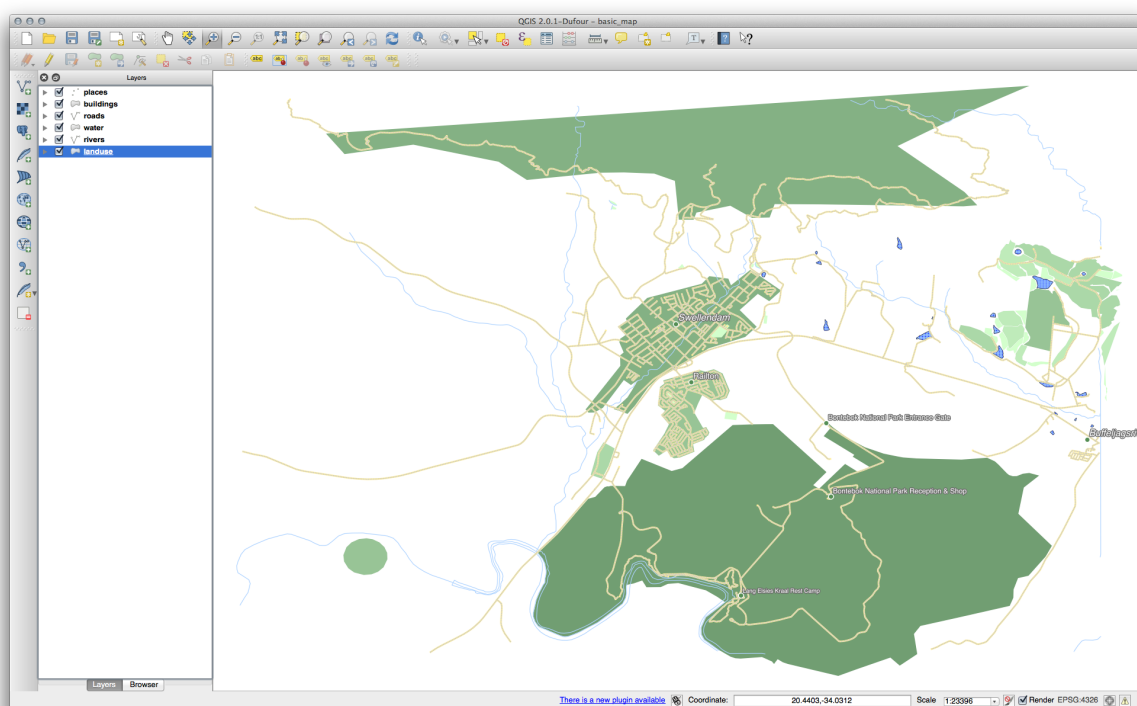 QGIS 2.0.1-Dufour - basic_map
Layers
places
buildings
roads
water
rivers
landuse
Swellendam
Railton
Bontebok National Park Entrance Gate
Bontebok National Park Reception & Shop
Lang Elsies Kraal Rest Camp
Layers Browser
There is a new plugin available Coordinate: 20.4403,-34.0312 Scale 1:23396 Render EPSG:4326